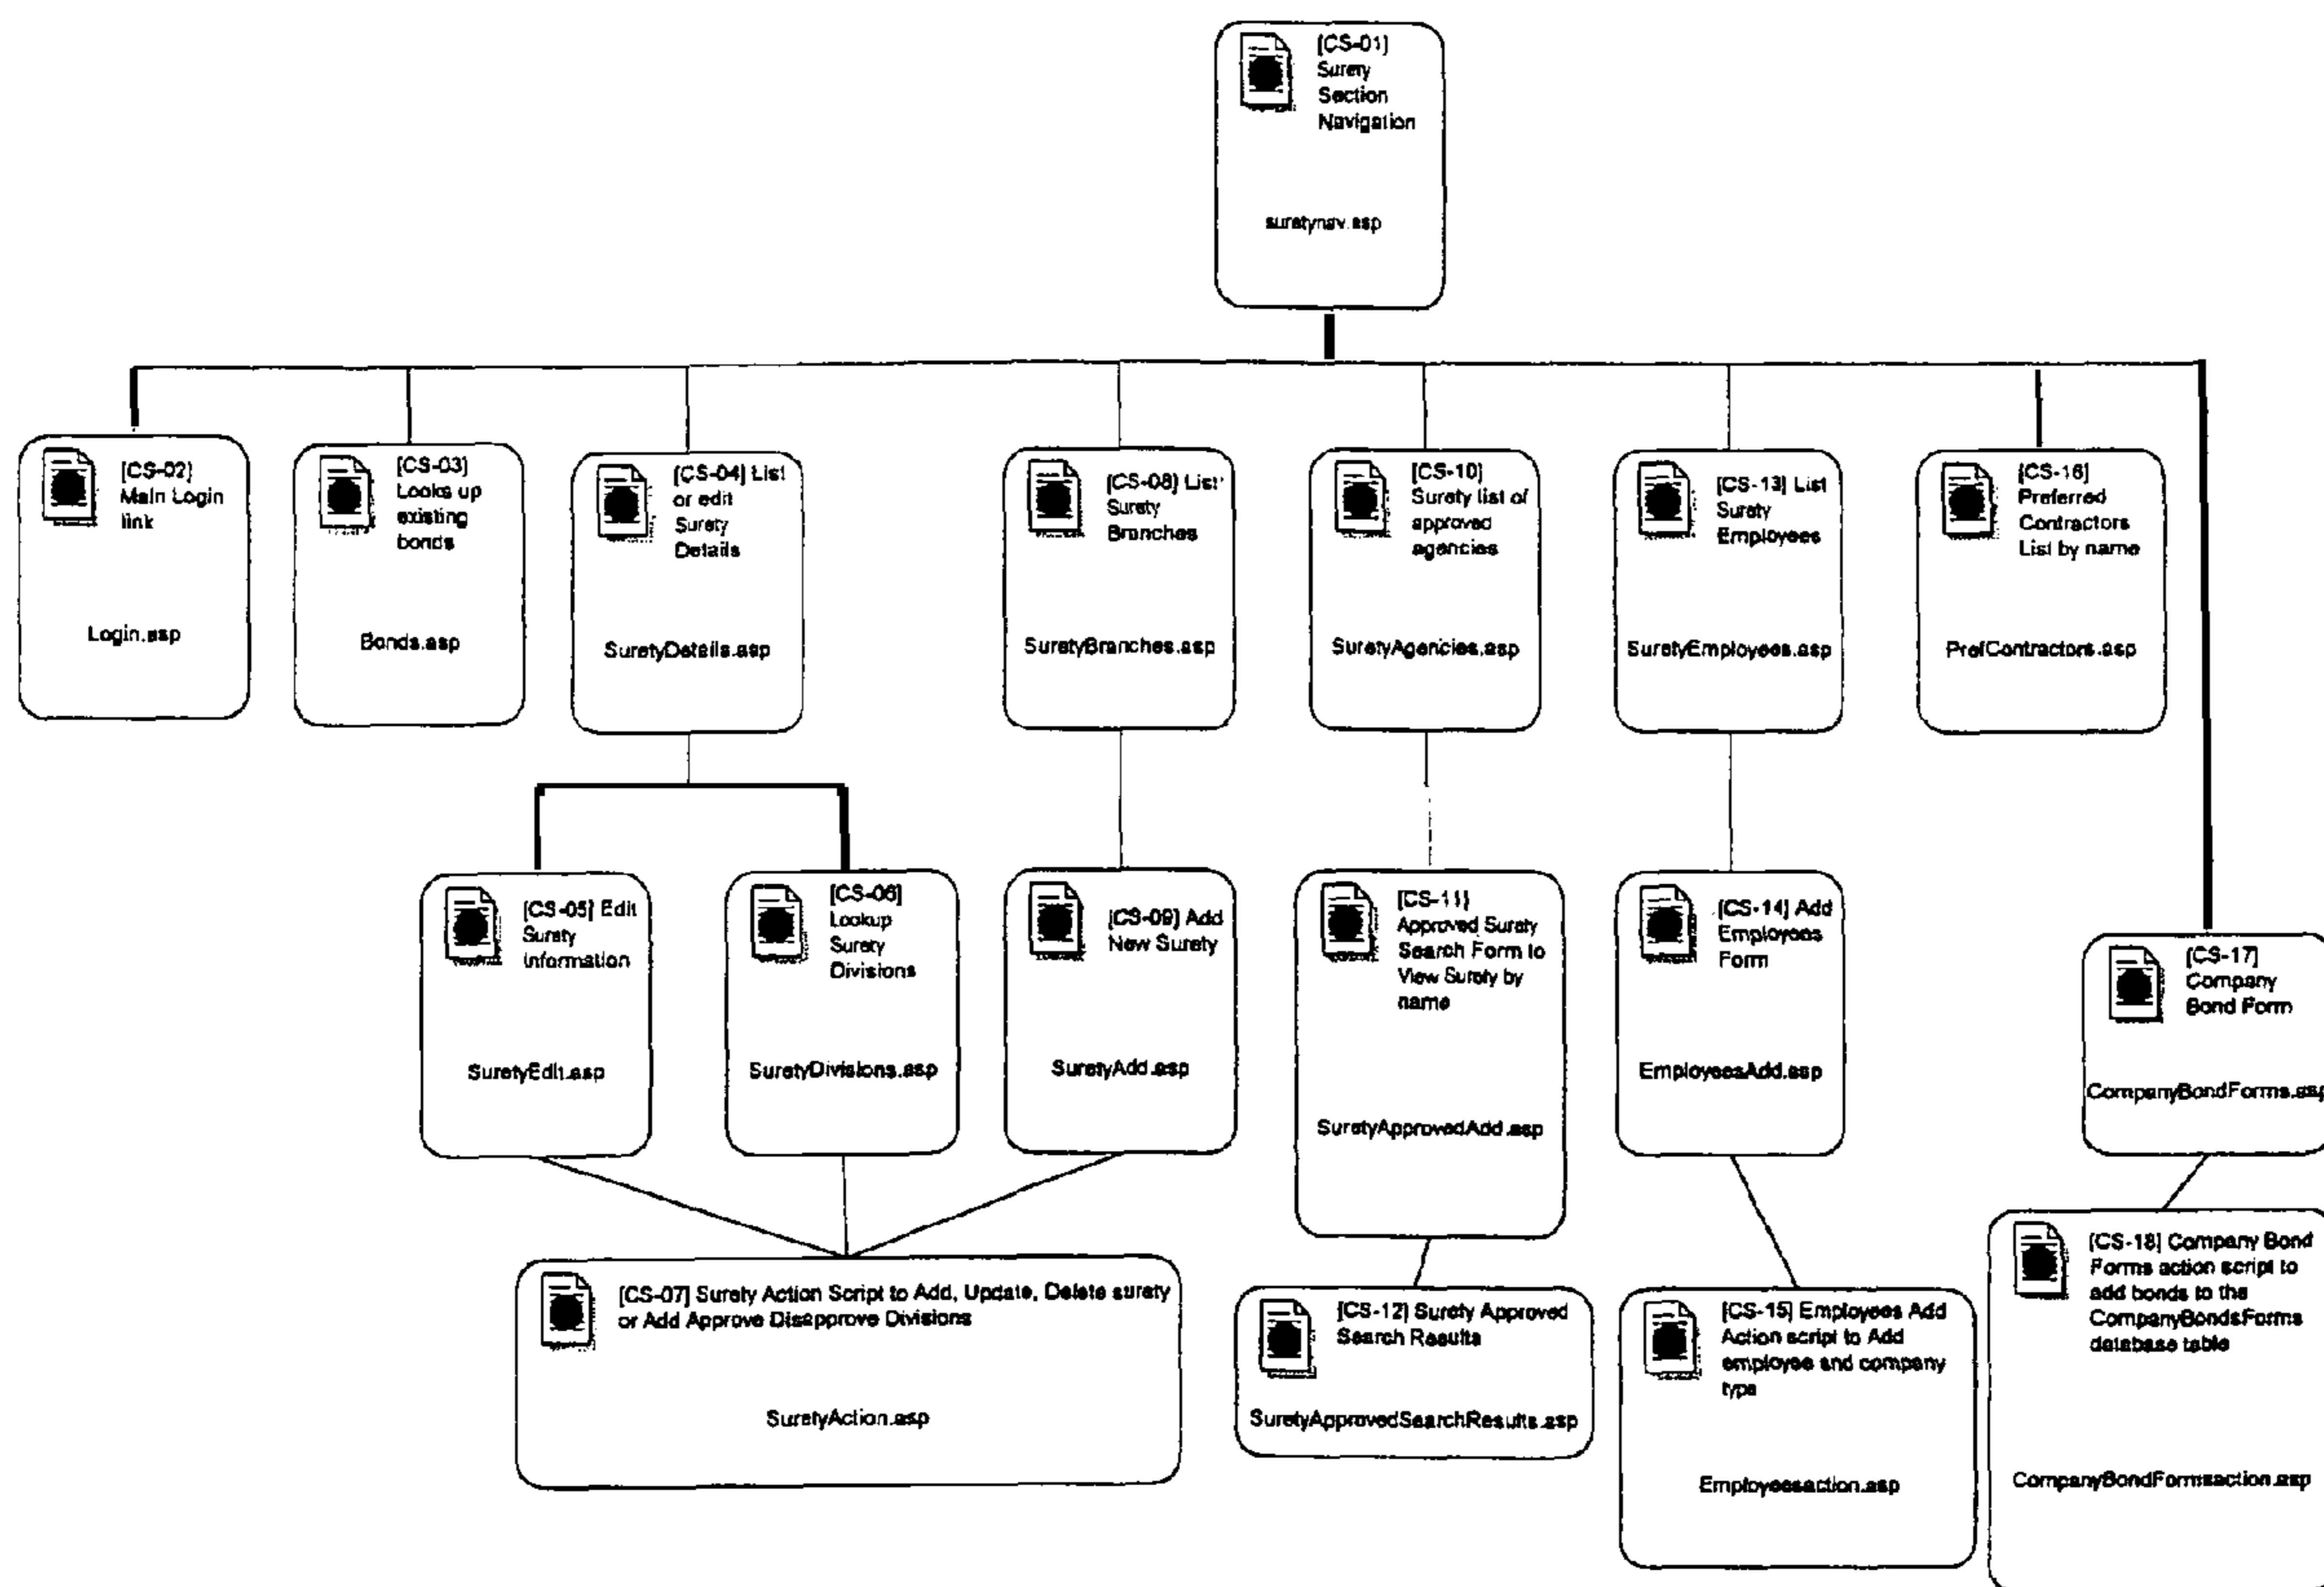 [CS-01]
Surety
Section
Navigation
suretynav.asp
[CS-02]
Main Login
link
Login.asp
[CS-03]
Looks up
existing
bonds
Bonds.asp
[CS-04] List
or edit
Surety
Details
SuretyDetails.asp
[CS-08] List
Surety
Branches
SuretyBranches.asp
[CS-10]
Surety list of
approved
agencies
SuretyAgencies.asp
[CS-13] List
Surety
Employees
SuretyEmployees.asp
[CS-16]
Preferred
Contractors
List by name
PrefContractors.asp
[CS-05] Edit
Surety
Information
SuretyEdit.asp
[CS-06]
Lookup
Surety
Divisions
SuretyDivisions.asp
[CS-09] Add
New Surety
SuretyAdd.asp
[CS-11]
Approved Surety
Search Form to
View Surety by
name
SuretyApprovedAdd.asp
[CS-14] Add
Employees
Form
EmployeesAdd.asp
[CS-17]
Company
Bond Form
CompanyBondForms.asp
[CS-07] Surety Action Script to Add, Update, Delete surety
or Add Approve Disapprove Divisions
SuretyAction.asp
[CS-12] Surety Approved
Search Results
SuretyApprovedSearchResults.asp
[CS-15] Employees Add
Action script to Add
employee and company
type
Employeesaction.asp
[CS-18] Company Bond
Forms action script to
add bonds to the
CompanyBondsForms
database table
CompanyBondFormsaction.asp